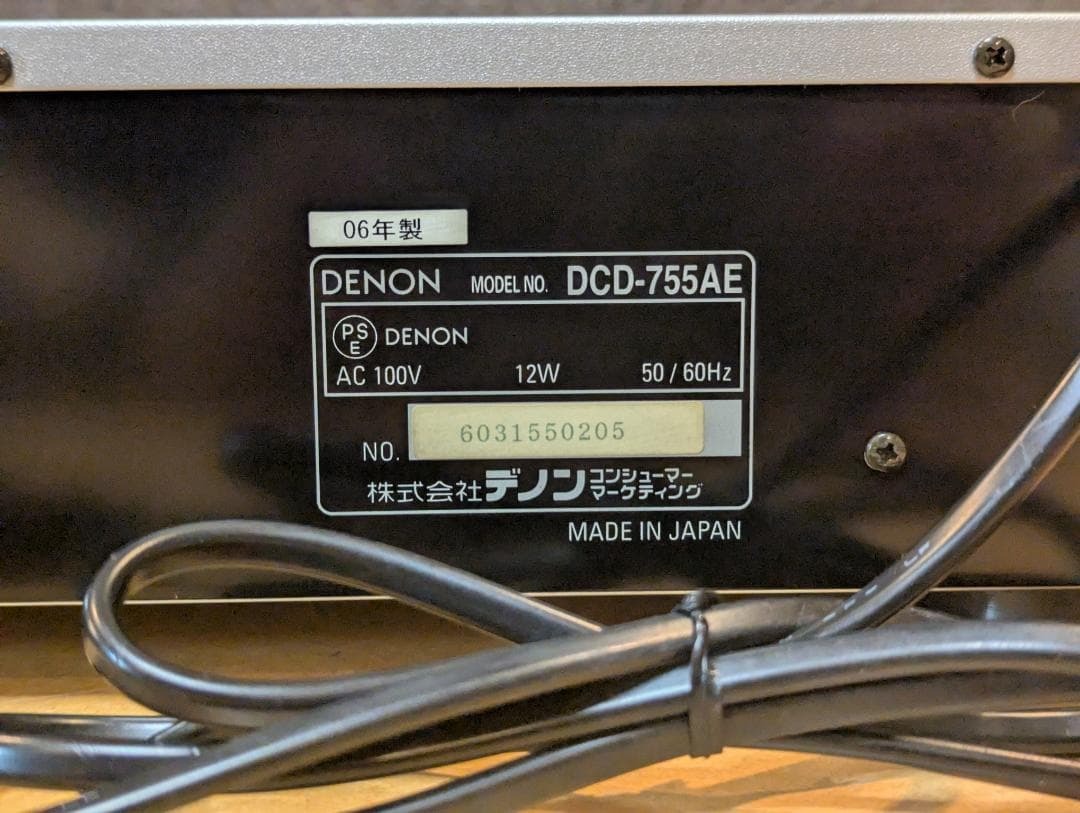 06年製
DENON MODEL NO. DCD-755AE
PSE DENON
AC 100V 12W 50 / 60Hz
NO. 6031550205
株式会社デノン コンシューマー
マーケティング
MADE IN JAPAN